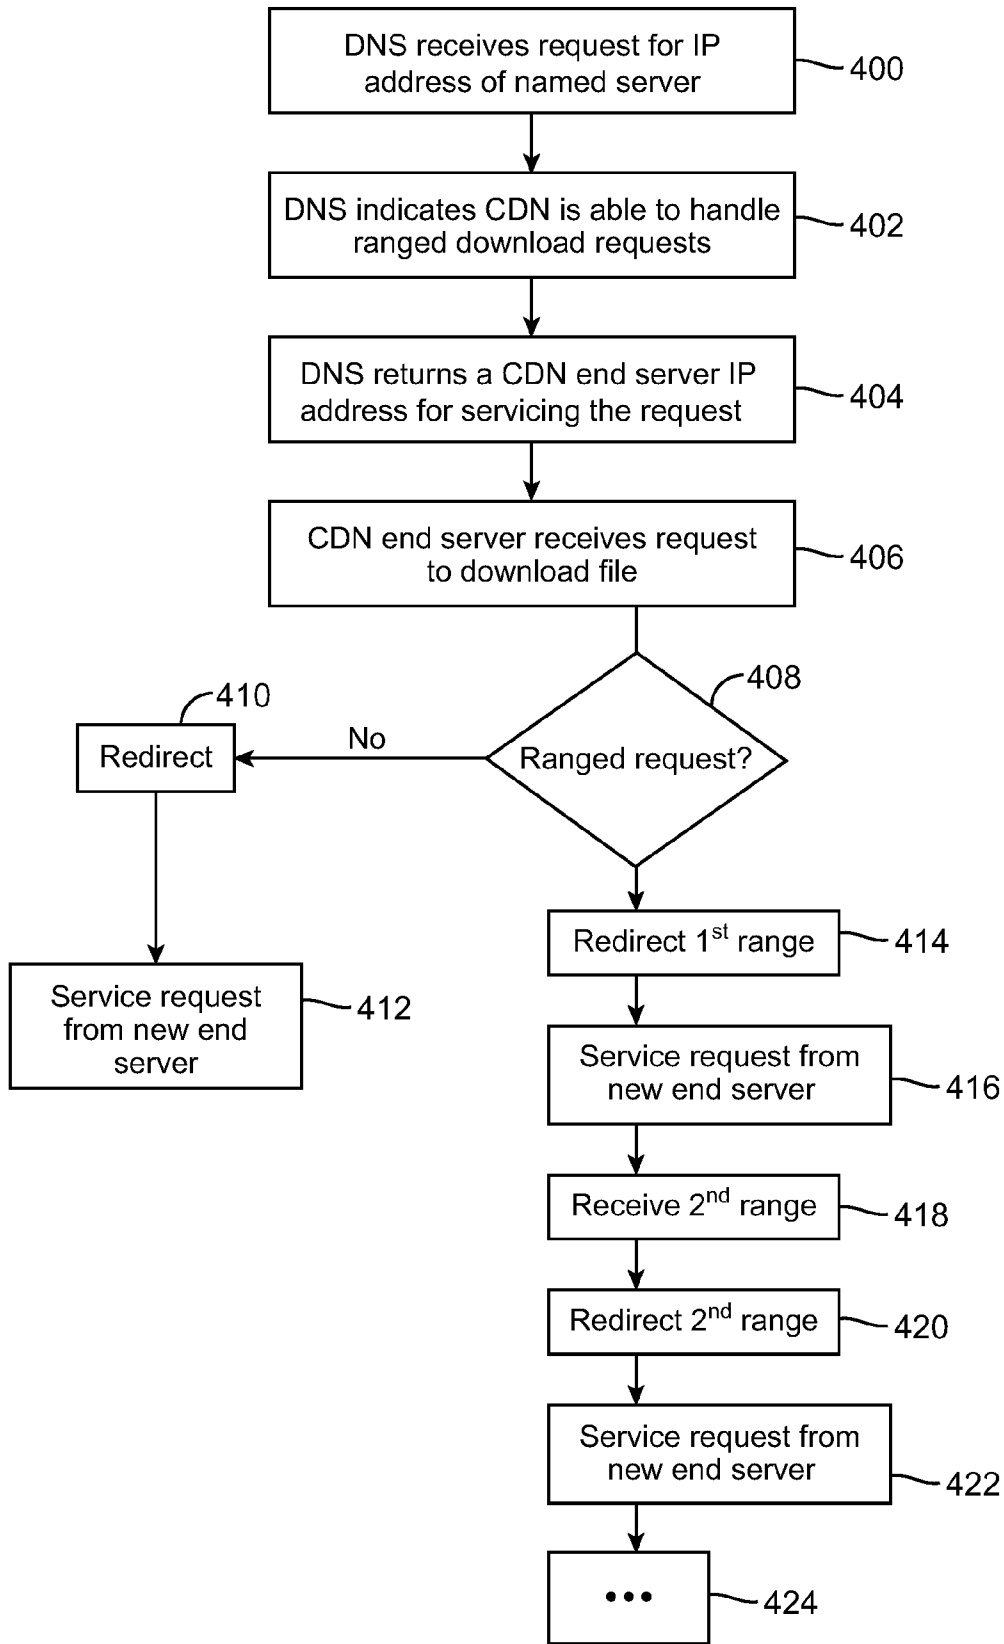 DNS receives request for IP
address of named server
400
DNS indicates CDN is able to handle
ranged download requests
402
DNS returns a CDN end server IP
address for servicing the request
404
CDN end server receives request
to download file
406
408
Ranged request?
No
410
Redirect
Service request
from new end
server
412
Redirect 1st range
414
Service request from
new end server
416
Receive 2nd range
418
Redirect 2nd range
420
Service request from
new end server
422
•••
424